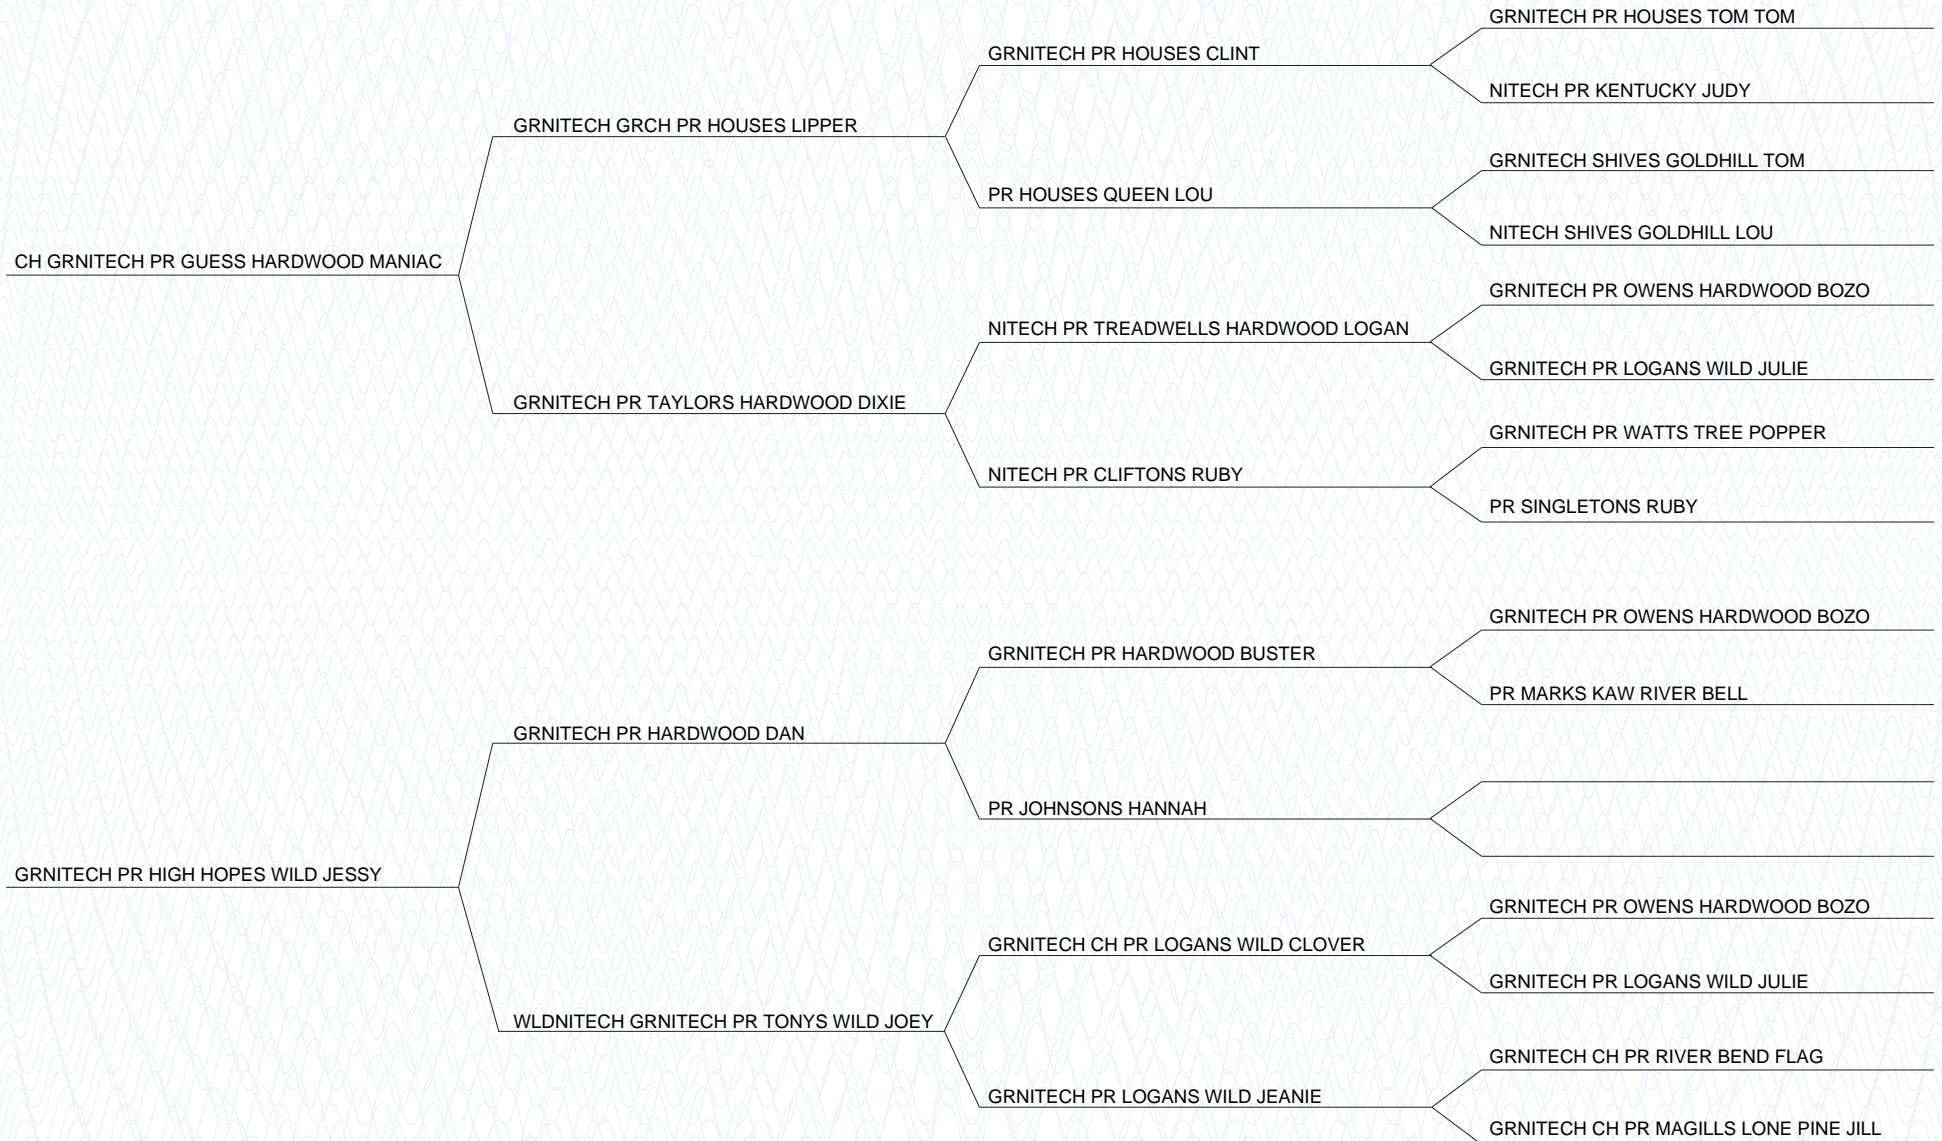 GRNITECH PR HOUSES TOM TOM
GRNITECH PR HOUSES CLINT
NITECH PR KENTUCKY JUDY
GRNITECH GRCH PR HOUSES LIPPER
GRNITECH SHIVES GOLDHILL TOM
PR HOUSES QUEEN LOU
NITECH SHIVES GOLDHILL LOU
CH GRNITECH PR GUESS HARDWOOD MANIAC
GRNITECH PR OWENS HARDWOOD BOZO
NITECH PR TREADWELLS HARDWOOD LOGAN
GRNITECH PR LOGANS WILD JULIE
GRNITECH PR TAYLORS HARDWOOD DIXIE
GRNITECH PR WATTS TREE POPPER
NITECH PR CLIFTONS RUBY
PR SINGLETONS RUBY
GRNITECH PR OWENS HARDWOOD BOZO
GRNITECH PR HARDWOOD BUSTER
PR MARKS KAW RIVER BELL
GRNITECH PR HARDWOOD DAN
PR JOHNSONS HANNAH
GRNITECH PR HIGH HOPES WILD JESSY
GRNITECH PR OWENS HARDWOOD BOZO
GRNITECH CH PR LOGANS WILD CLOVER
GRNITECH PR LOGANS WILD JULIE
WLDNITECH GRNITECH PR TONYS WILD JOEY
GRNITECH CH PR RIVER BEND FLAG
GRNITECH PR LOGANS WILD JEANIE
GRNITECH CH PR MAGILLS LONE PINE JILL